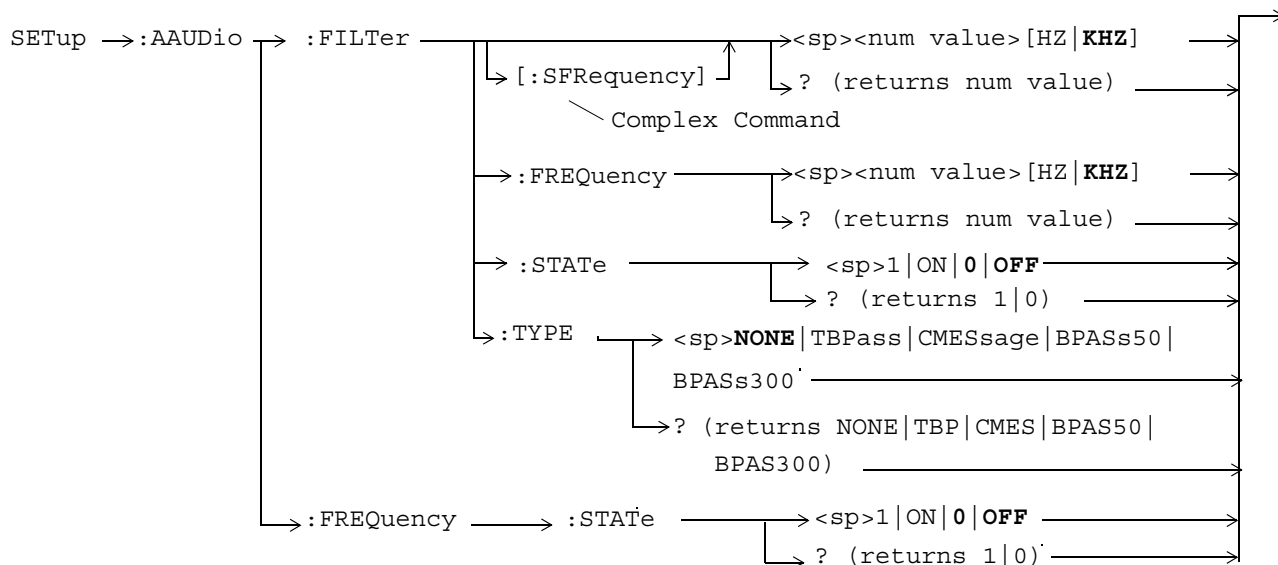 SETup :AAUDio :FILTer <sp><num value>[HZ|KHZ]
[:SFRequency] ? (returns num value)
Complex Command
:FREQuency <sp><num value>[HZ|KHZ]
? (returns num value)
:STATe <sp>1|ON|0|OFF
? (returns 1|0)
:TYPE <sp>NONE|TBPass|CMESsage|BPASs50|
BPASs300
? (returns NONE|TBP|CMES|BPAS50|
BPAS300)
:FREQuency :STATe <sp>1|ON|0|OFF
? (returns 1|0)